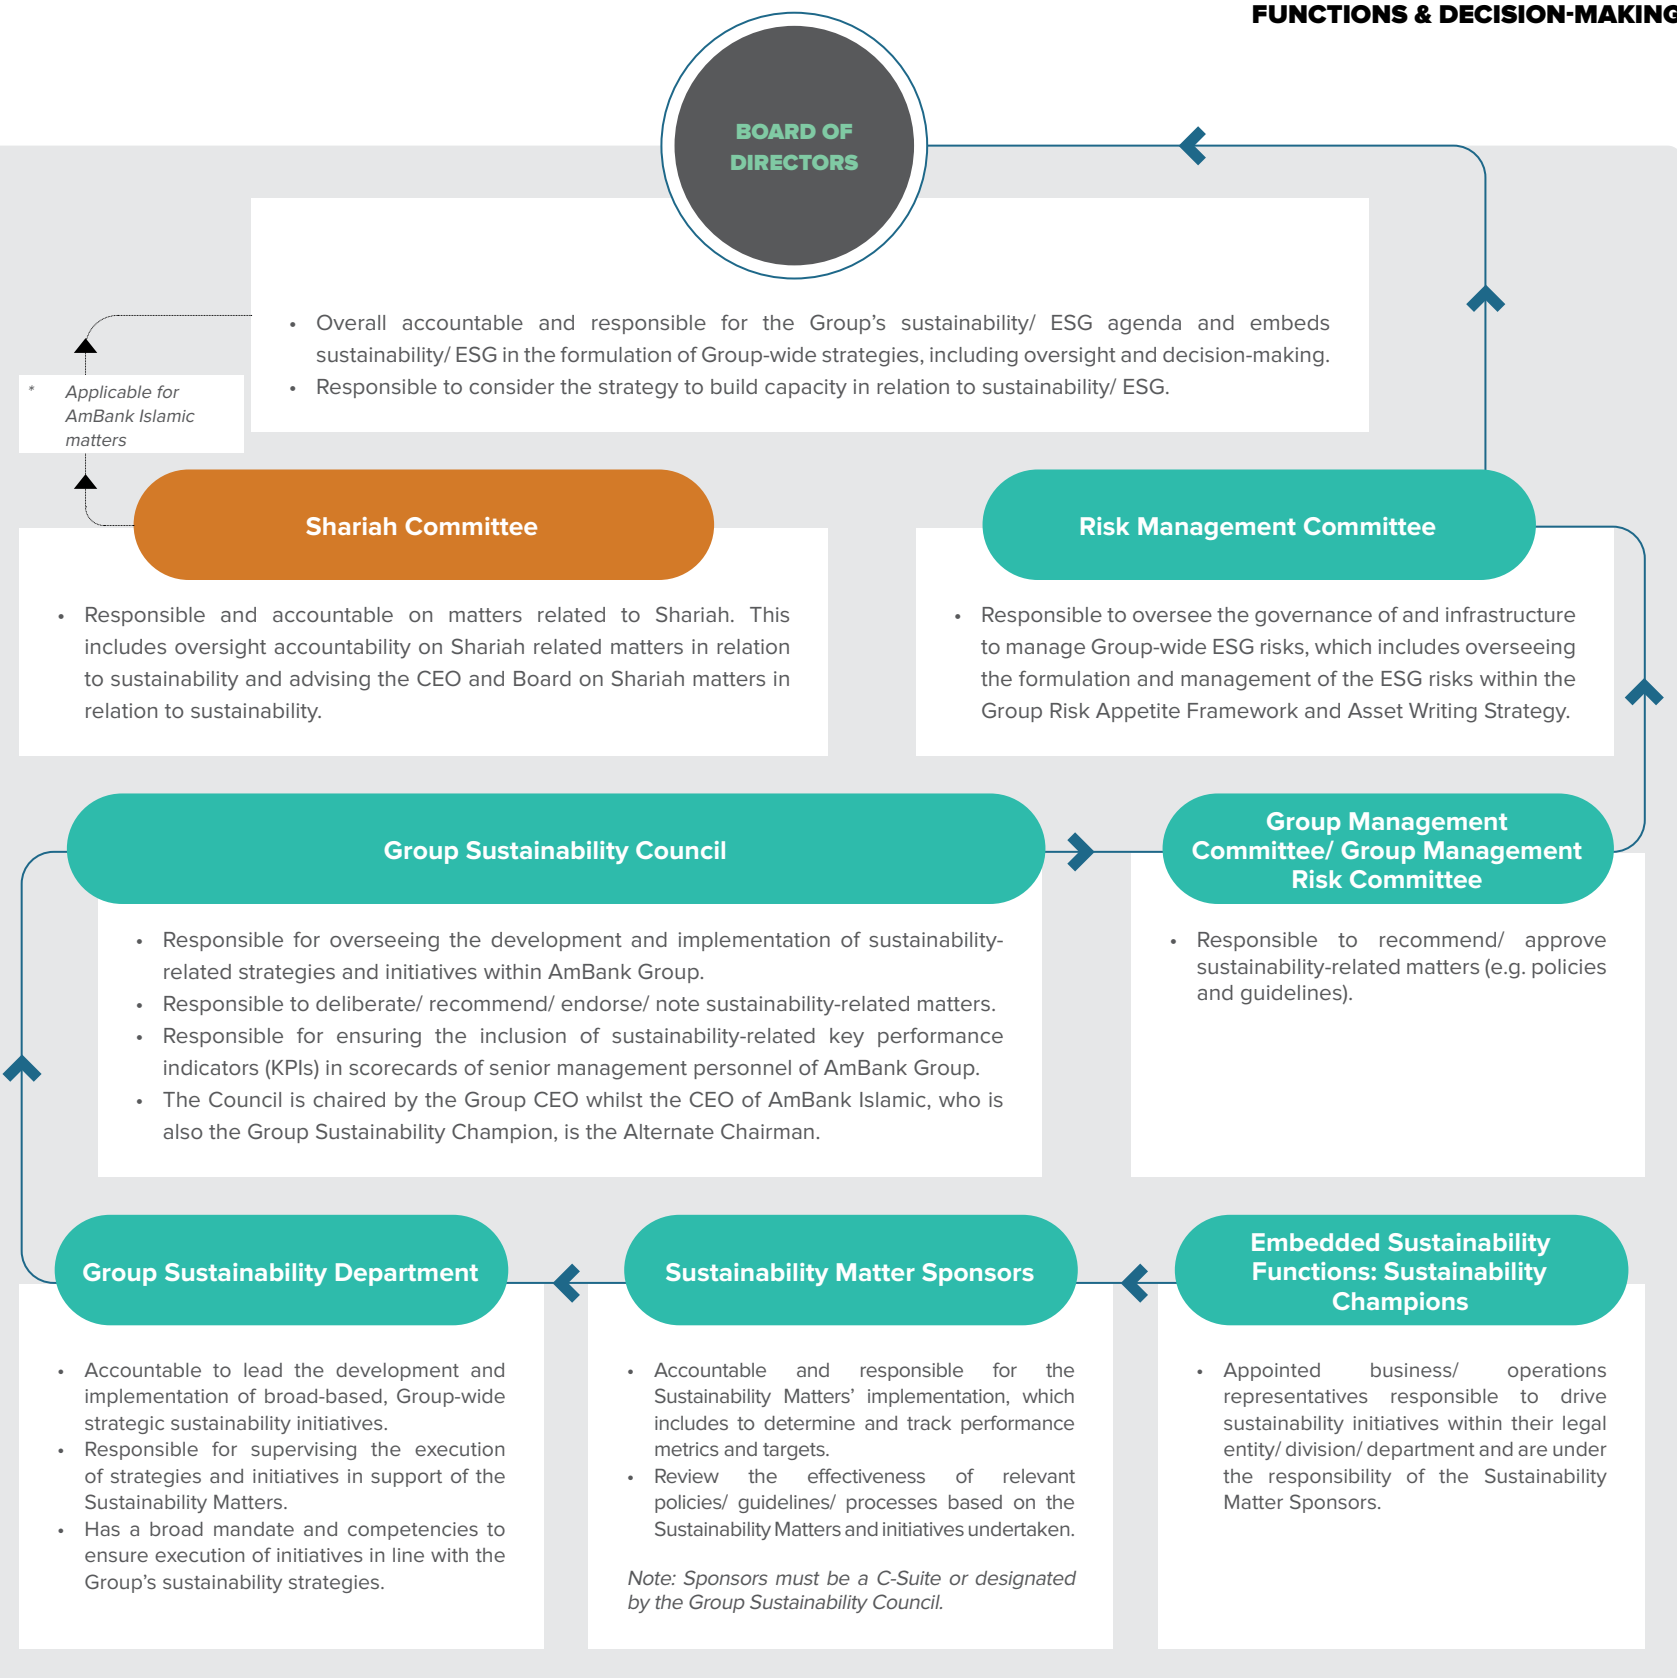 FUNCTIONS & DECISION-MAKING
BOARD OF
DIRECTORS
• Overall accountable and responsible for the Group's sustainability/ ESG agenda and embeds
sustainability/ ESG in the formulation of Group-wide strategies, including oversight and decision-making.
• Responsible to consider the strategy to build capacity in relation to sustainability/ ESG.
* Applicable for
AmBank Islamic
matters
Shariah Committee
• Responsible and accountable on matters related to Shariah. This
includes oversight accountability on Shariah related matters in relation
to sustainability and advising the CEO and Board on Shariah matters in
relation to sustainability.
Risk Management Committee
• Responsible to oversee the governance of and infrastructure
to manage Group-wide ESG risks, which includes overseeing
the formulation and management of the ESG risks within the
Group Risk Appetite Framework and Asset Writing Strategy.
Group Sustainability Council
• Responsible for overseeing the development and implementation of sustainability-
related strategies and initiatives within AmBank Group.
• Responsible to deliberate/ recommend/ endorse/ note sustainability-related matters.
• Responsible for ensuring the inclusion of sustainability-related key performance
indicators (KPIs) in scorecards of senior management personnel of AmBank Group.
• The Council is chaired by the Group CEO whilst the CEO of AmBank Islamic, who is
also the Group Sustainability Champion, is the Alternate Chairman.
Group Management
Committee/ Group Management
Risk Committee
• Responsible to recommend/ approve
sustainability-related matters (e.g. policies
and guidelines).
Group Sustainability Department
• Accountable to lead the development and
implementation of broad-based, Group-wide
strategic sustainability initiatives.
• Responsible for supervising the execution
of strategies and initiatives in support of the
Sustainability Matters.
• Has a broad mandate and competencies to
ensure execution of initiatives in line with the
Group's sustainability strategies.
Sustainability Matter Sponsors
• Accountable and responsible for the
Sustainability Matters' implementation, which
includes to determine and track performance
metrics and targets.
• Review the effectiveness of relevant
policies/ guidelines/ processes based on the
Sustainability Matters and initiatives undertaken.
Note: Sponsors must be a C-Suite or designated
by the Group Sustainability Council.
Embedded Sustainability
Functions: Sustainability
Champions
• Appointed business/ operations
representatives responsible to drive
sustainability initiatives within their legal
entity/ division/ department and are under
the responsibility of the Sustainability
Matter Sponsors.